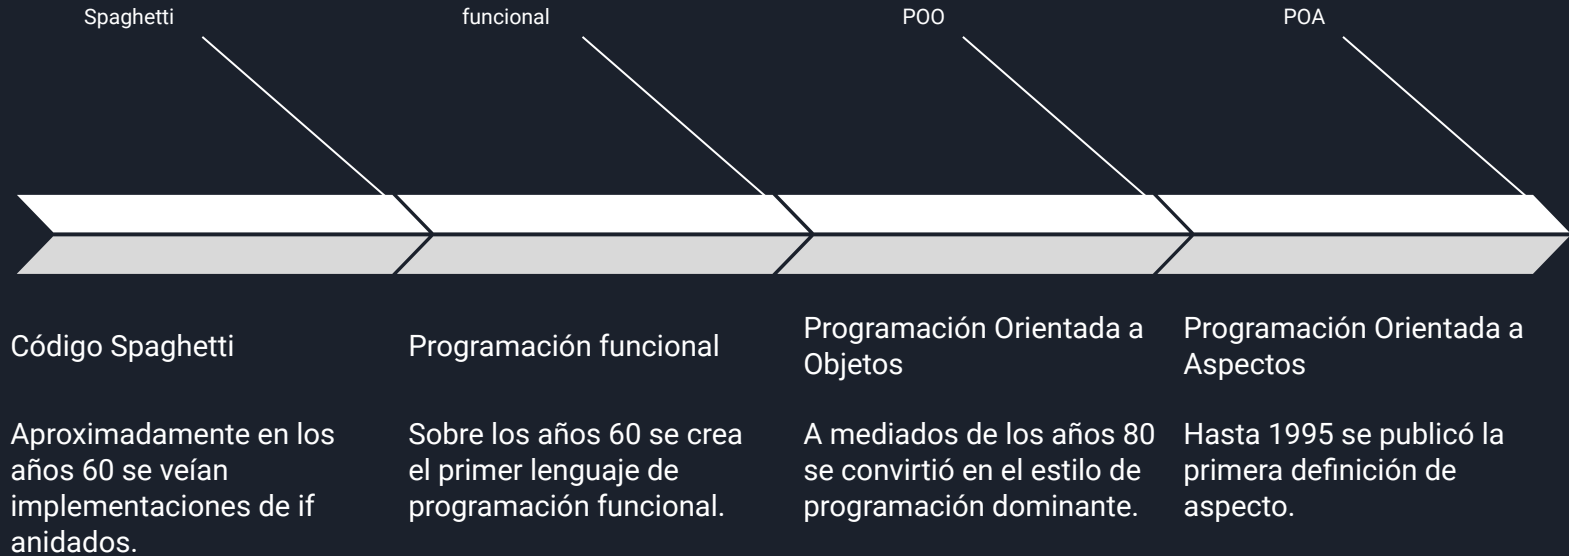 Spaghetti
funcional
POO
POA
Código Spaghetti
Aproximadamente en los
años 60 se veían
implementaciones de if
anidados.
Programación funcional
Sobre los años 60 se crea
el primer lenguaje de
programación funcional.
Programación Orientada a
Objetos
A mediados de los años 80
se convirtió en el estilo de
programación dominante.
Programación Orientada a
Aspectos
Hasta 1995 se publicó la
primera definición de
aspecto.